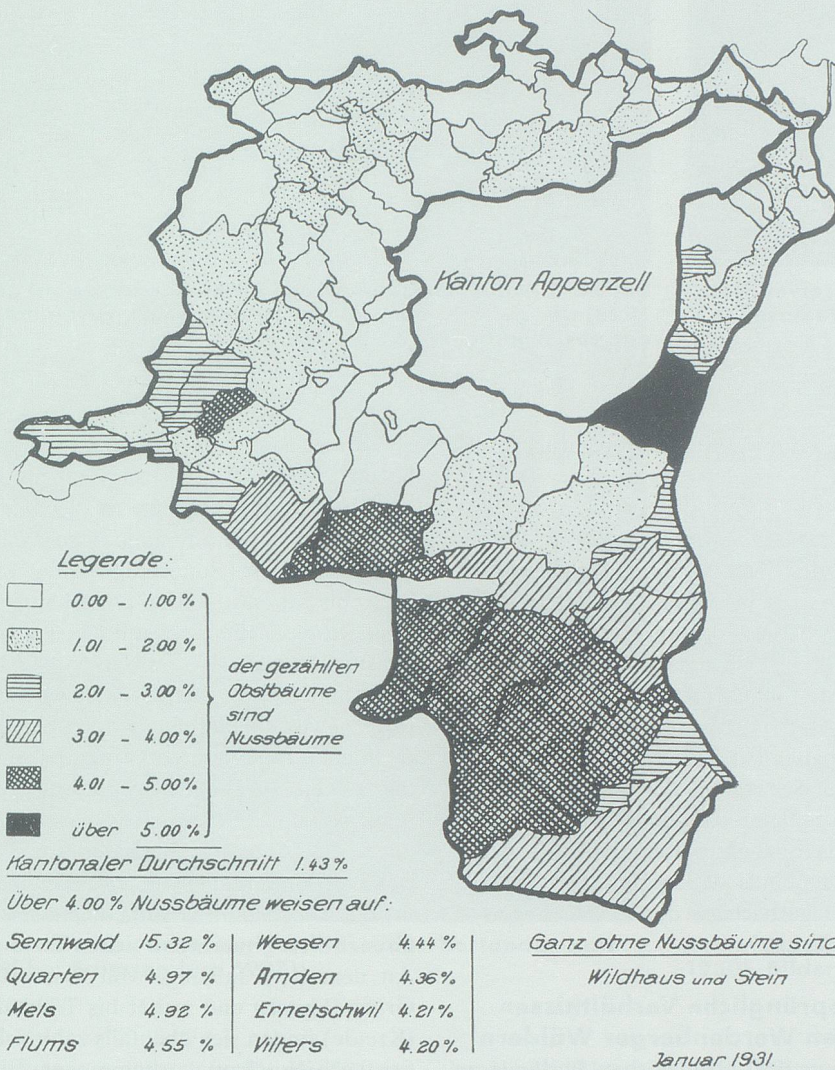 Kanton Appenzell
Legende:
0.00 - 1.00 %
1.01 - 2.00 %
2.01 - 3.00 %
3.01 - 4.00 %
4.01 - 5.00 %
über 5.00 %
der gezählten
Obstbäume
sind
Nussbäume
Kantonaler Durchschnitt 1.43 %
Über 4.00 % Nussbäume weisen auf:
Sennwald 15.32 %
Quarten 4.97 %
Mels 4.92 %
Flums 4.55 %
Weesen 4.44 %
Amden 4.36 %
Ernetschwil 4.21 %
Vilters 4.20 %
Ganz ohne Nussbäume sind
Wildhaus und Stein
Januar 1931.